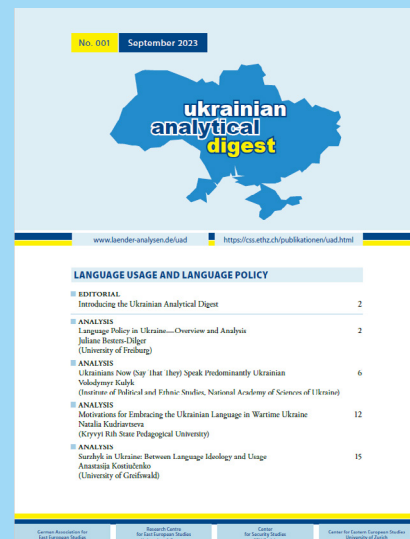 No. 001
September 2023
ukrainian
analytical
digest
www.laender-analysen.de/uad
https://css.ethz.ch/publikationen/uad.html
LANGUAGE USAGE AND LANGUAGE POLICY
EDITORIAL
Introducing the Ukrainian Analytical Digest 2
ANALYSIS
Language Policy in Ukraine—Overview and Analysis 2
Juliane Besters-Dilger
(University of Freiburg)
ANALYSIS
Ukrainians Now (Say That They) Speak Predominantly Ukrainian 6
Volodymyr Kulyk
(Institute of Political and Ethnic Studies, National Academy of Sciences of Ukraine)
ANALYSIS
Motivations for Embracing the Ukrainian Language in Wartime Ukraine 12
Natalia Kudriavtseva
(Kryvyi Rih State Pedagogical University)
ANALYSIS
Surzhyk in Ukraine: Between Language Ideology and Usage 15
Anastasija Kostiučenko
(University of Greifswald)
German Association for
East European Studies
Research Centre
for East European Studies
Center
for Security Studies
Center for Eastern European Studies
University of Zurich